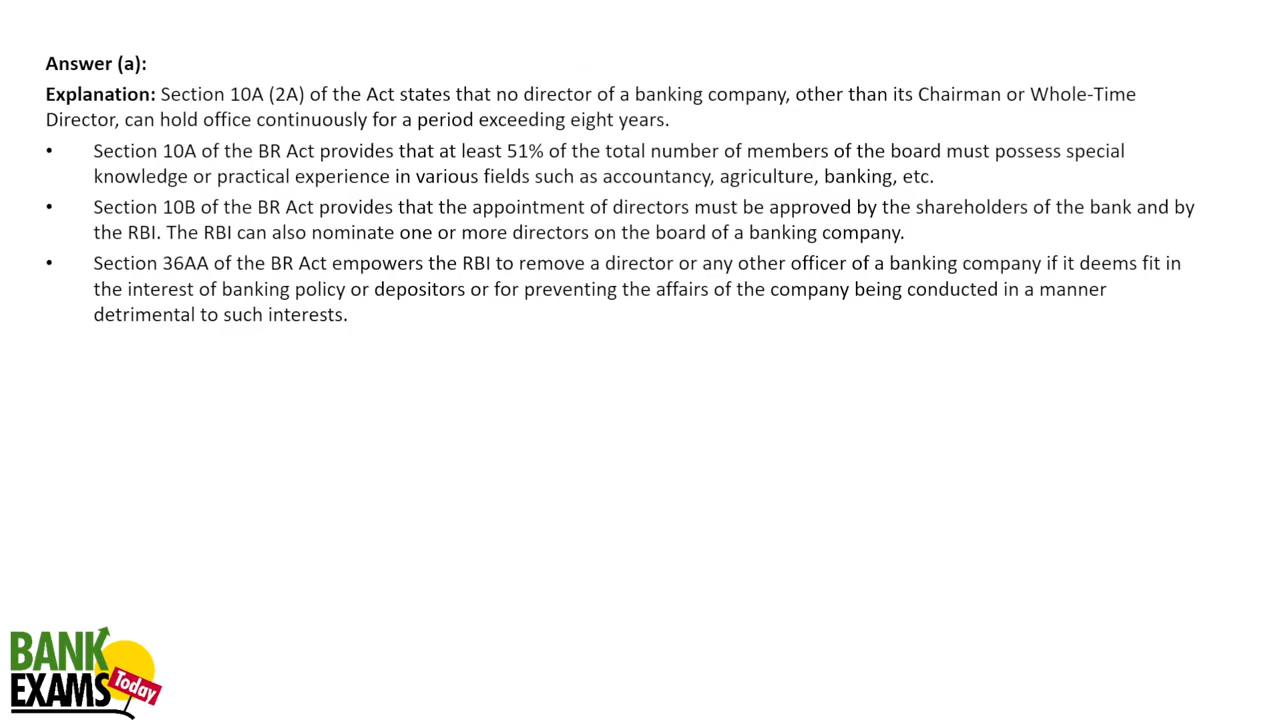 Answer (a):
Explanation: Section 10A (2A) of the Act states that no director of a banking company, other than its Chairman or Whole-Time
Director, can hold office continuously for a period exceeding eight years.
• Section 10A of the BR Act provides that at least 51% of the total number of members of the board must possess special
knowledge or practical experience in various fields such as accountancy, agriculture, banking, etc.
• Section 10B of the BR Act provides that the appointment of directors must be approved by the shareholders of the bank and by
the RBI. The RBI can also nominate one or more directors on the board of a banking company.
• Section 36AA of the BR Act empowers the RBI to remove a director or any other officer of a banking company if it deems fit in
the interest of banking policy or depositors or for preventing the affairs of the company being conducted in a manner
detrimental to such interests.
BANK
EXAMS
Today